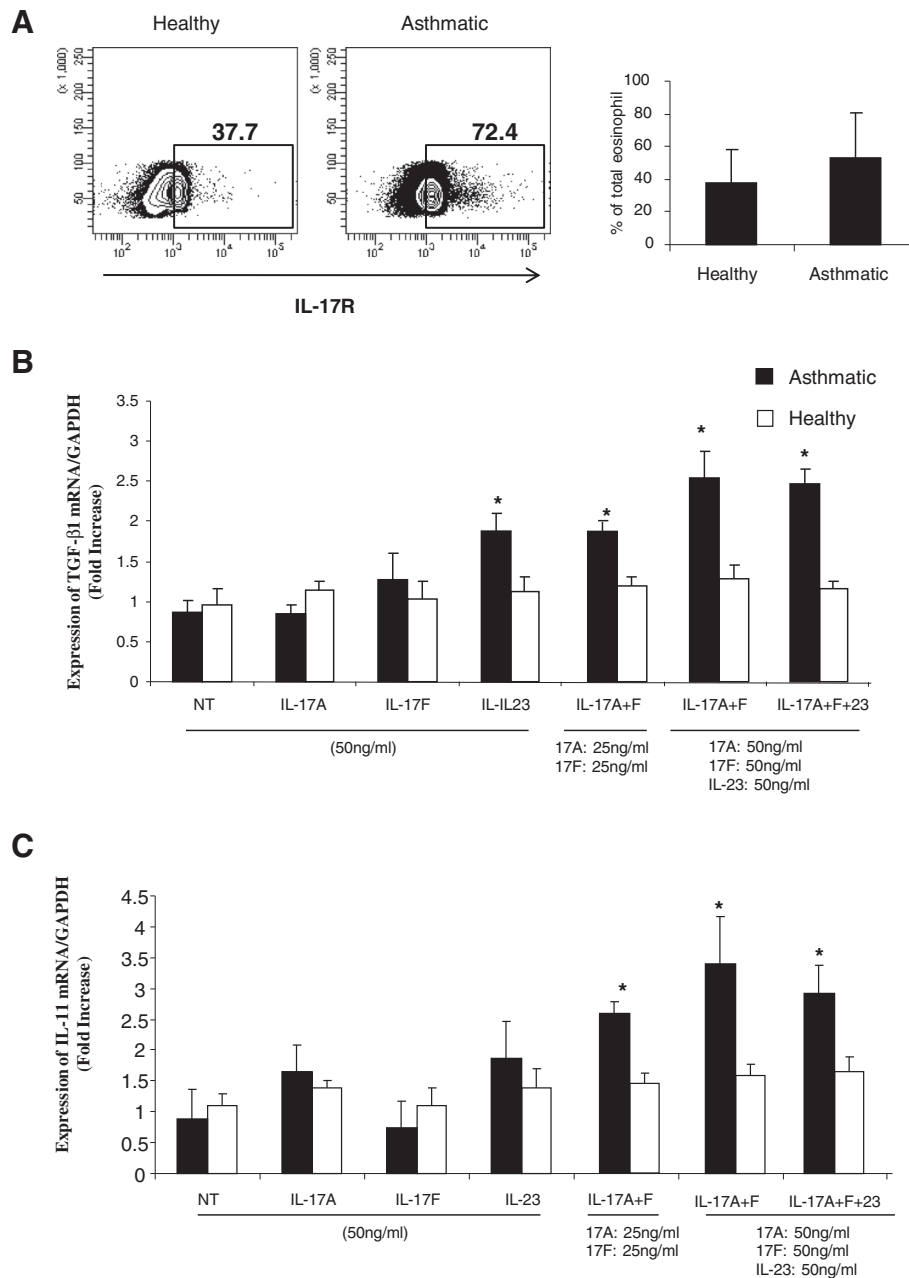 A
Healthy
Asthmatic
(x 1,000)
250
200
150
100
50
37.7
10² 10³ 10⁴ 10⁵
(x 1,000)
250
200
150
100
50
72.4
10² 10³ 10⁴ 10⁵
IL-17R
% of total eosinophil
100
80
60
40
20
0
Healthy
Asthmatic
B
Asthmatic
Healthy
Expression of TGF-β1 mRNA/GAPDH
(Fold Increase)
3.5
3
2.5
2
1.5
1
0.5
0
* * * *
NT IL-17A IL-17F IL-IL23 IL-17A+F IL-17A+F IL-17A+F+23
(50ng/ml)
17A: 25ng/ml
17F: 25ng/ml
17A: 50ng/ml
17F: 50ng/ml
IL-23: 50ng/ml
C
Expression of IL-11 mRNA/GAPDH
(Fold Increase)
4.5
4
3.5
3
2.5
2
1.5
1
0.5
0
* * *
NT IL-17A IL-17F IL-23 IL-17A+F IL-17A+F IL-17A+F+23
(50ng/ml)
17A: 25ng/ml
17F: 25ng/ml
17A: 50ng/ml
17F: 50ng/ml
IL-23: 50ng/ml